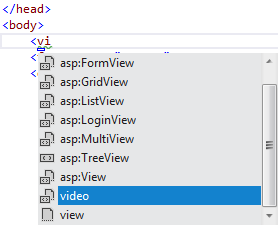 </head>
<body>
<vi
<
asp:FormView
asp:GridView
asp:ListView
<
asp:LoginView
asp:MultiView
asp:TreeView
asp:View
video
view